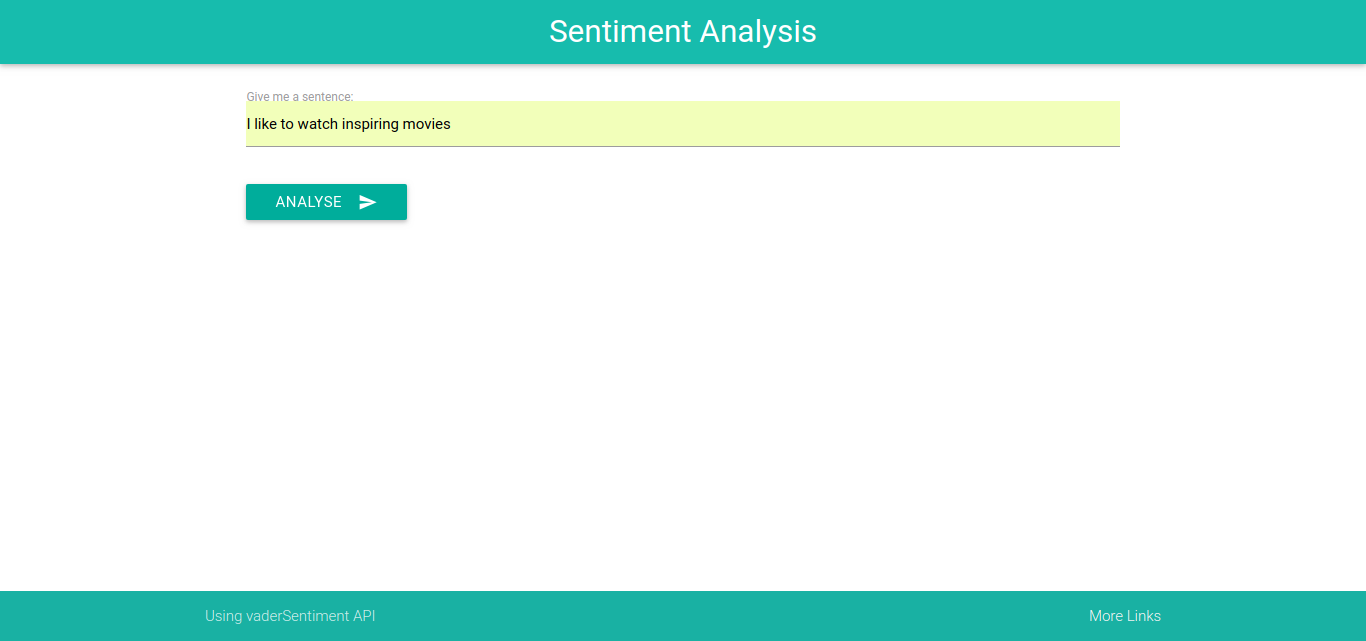 Sentiment Analysis
Give me a sentence:
I like to watch inspiring movies
ANALYSE
Using vaderSentiment API
More Links